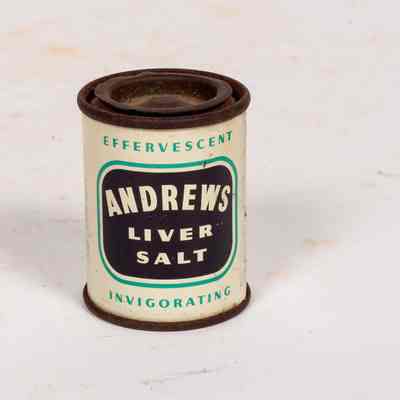 EFFERVESCENT
ANDREWS
LIVER
SALT
INVIGORATING